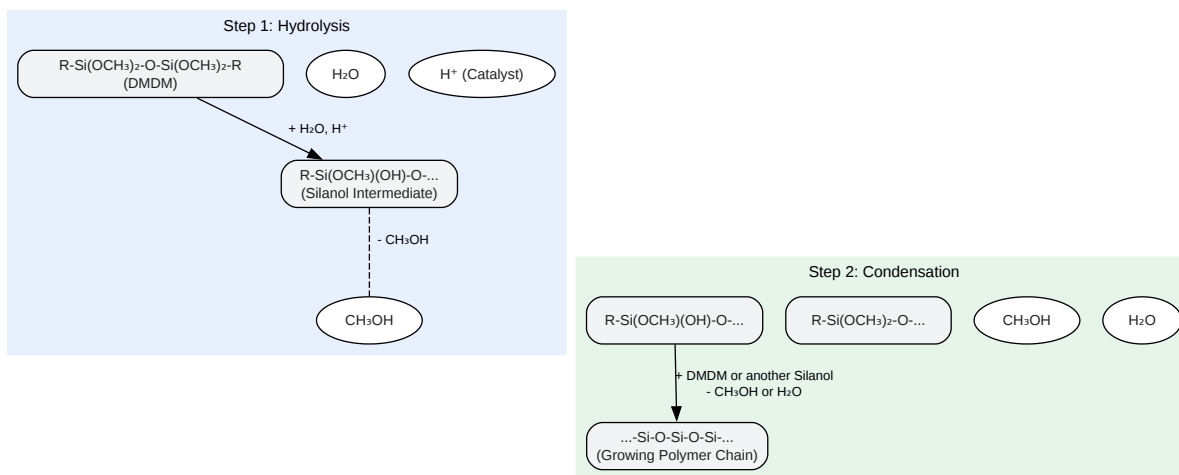 Step 1: Hydrolysis
R-Si(OCH₃)₂-O-Si(OCH₃)₂-R
(DMDM)
H₂O
H⁺ (Catalyst)
+ H₂O, H⁺
R-Si(OCH₃)(OH)-O-...
(Silanol Intermediate)
- CH₃OH
CH₃OH
Step 2: Condensation
R-Si(OCH₃)(OH)-O-...
R-Si(OCH₃)₂-O-...
CH₃OH
H₂O
+ DMDM or another Silanol
- CH₃OH or H₂O
...-Si-O-Si-O-Si-...
(Growing Polymer Chain)